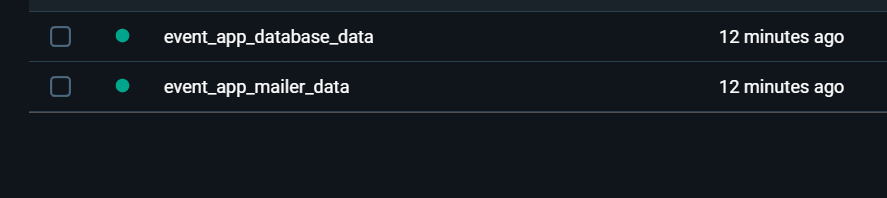 event_app_database_data 12 minutes ago
event_app_mailer_data 12 minutes ago